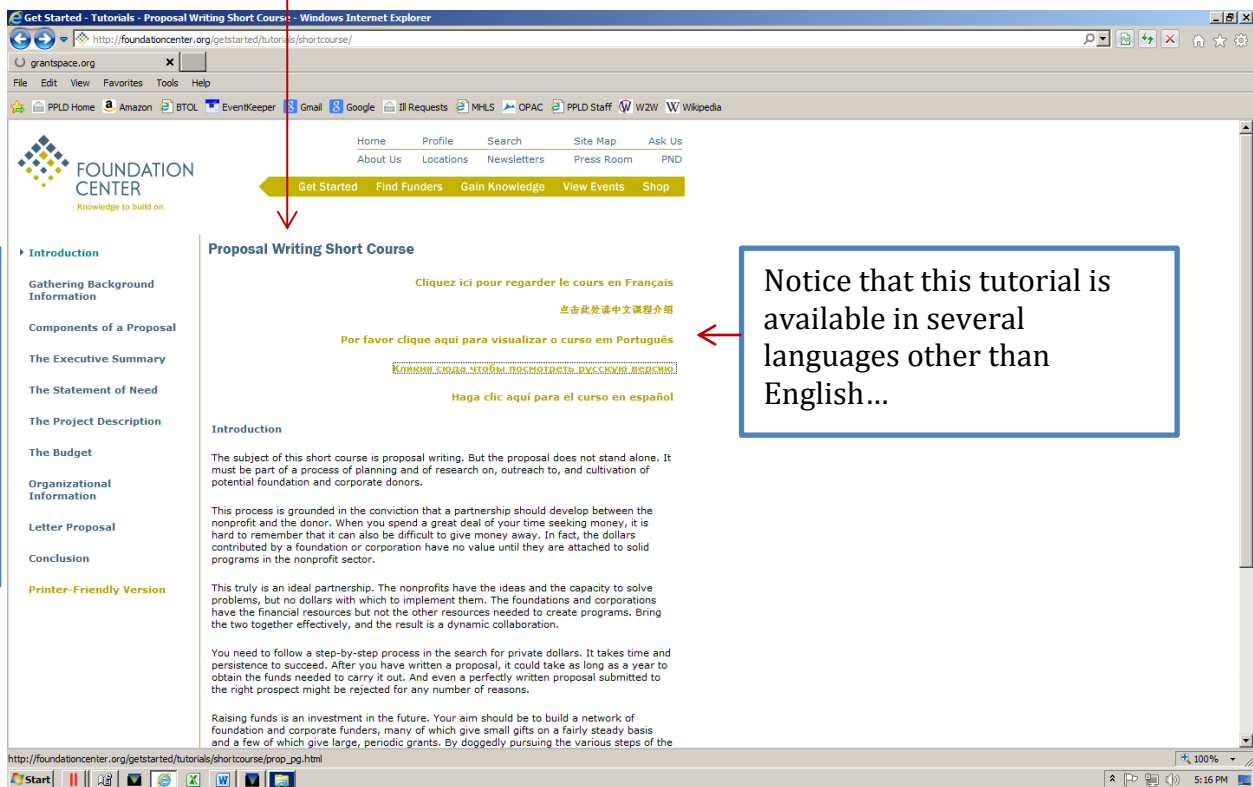 Get Started - Tutorials - Proposal Writing Short Course - Windows Internet Explorer
http://foundationcenter.org/getstarted/tutorials/shortcourse/
grantspace.org
File Edit View Favorites Tools Help
PPLD Home Amazon BTOL EventKeeper Gmail Google Ill Requests MHLS OPAC PPLD Staff W2W Wikipedia
FOUNDATION
CENTER
Knowledge to build on.
Home Profile Search Site Map Ask Us
About Us Locations Newsletters Press Room PND
Get Started Find Funders Gain Knowledge View Events Shop
Introduction
Gathering Background
Information
Components of a Proposal
The Executive Summary
The Statement of Need
The Project Description
The Budget
Organizational
Information
Letter Proposal
Conclusion
Printer-Friendly Version
Proposal Writing Short Course
Cliquez ici pour regarder le cours en Français
点击此处读中文课程介绍
Por favor clique aqui para visualizar o curso em Português
Кликни сюда чтобы посмотреть русскую версию
Haga clic aquí para el curso en español
Introduction
The subject of this short course is proposal writing. But the proposal does not stand alone. It
must be part of a process of planning and of research on, outreach to, and cultivation of
potential foundation and corporate donors.
This process is grounded in the conviction that a partnership should develop between the
nonprofit and the donor. When you spend a great deal of your time seeking money, it is
hard to remember that it can also be difficult to give money away. In fact, the dollars
contributed by a foundation or corporation have no value until they are attached to solid
programs in the nonprofit sector.
This truly is an ideal partnership. The nonprofits have the ideas and the capacity to solve
problems, but no dollars with which to implement them. The foundations and corporations
have the financial resources but not the other resources needed to create programs. Bring
the two together effectively, and the result is a dynamic collaboration.
You need to follow a step-by-step process in the search for private dollars. It takes time and
persistence to succeed. After you have written a proposal, it could take as long as a year to
obtain the funds needed to carry it out. And even a perfectly written proposal submitted to
the right prospect might be rejected for any number of reasons.
Raising funds is an investment in the future. Your aim should be to build a network of
foundation and corporate funders, many of which give small gifts on a fairly steady basis
and a few of which give large, periodic grants. By doggedly pursuing the various steps of the
Notice that this tutorial is
available in several
languages other than
English…
http://foundationcenter.org/getstarted/tutorials/shortcourse/prop_pg.html
100%
Start
5:16 PM